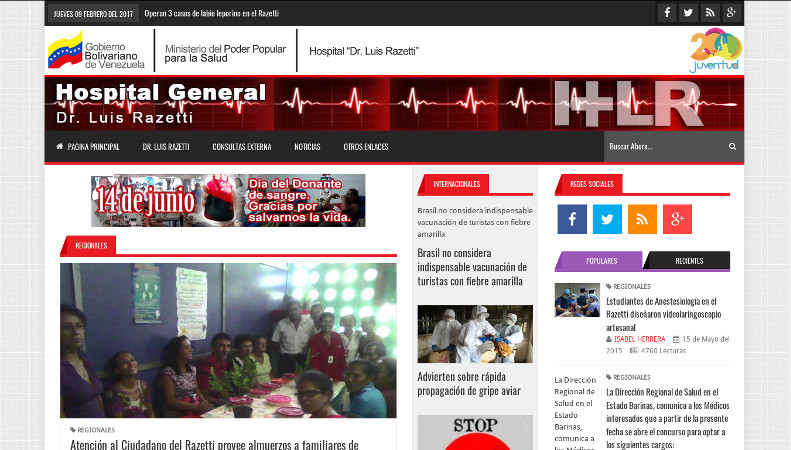 JUEVES 09 FEBRERO DEL 2017
Operan 3 casos de labio leporino en el Razetti
Gobierno
Bolivariano
de Venezuela
Ministerio del Poder Popular
para la Salud
Hospital "Dr. Luis Razetti"
200
juventud
Hospital General
Dr. Luis Razetti
H+LR
PAGINA PRINCIPAL
DR. LUIS RAZETTI
CONSULTAS EXTERNA
NOTICIAS
OTROS ENLACES
Buscar Ahora...
14 de junio
Día del Donante
de sangre.
Gracias por
salvarnos la vida.
REGIONALES
REGIONALES
Atención al Ciudadano del Razetti provee almuerzos a familiares de
INTERNACIONALES
Brasil no considera indispensable
vacunación de turistas con fiebre
amarilla
Brasil no considera
indispensable vacunación de
turistas con fiebre amarilla
Advierten sobre rápida
propagación de gripe aviar
STOP
REDES SOCIALES
POPULARES
RECIENTES
REGIONALES
Estudiantes de Anestesiología en el
Razetti diseñaron videolaringoscopio
artesanal
ISABEL HERRERA 15 de Mayo del
2015 4760 Lecturas
La Dirección
Regional de
Salud en el
Estado
Barinas,
comunica a
los Médicos
REGIONALES
La Dirección Regional de Salud en el
Estado Barinas, comunica a los Médicos
interesados que a partir de la presente
fecha se abre el concurso para optar a
los siguientes cargos: